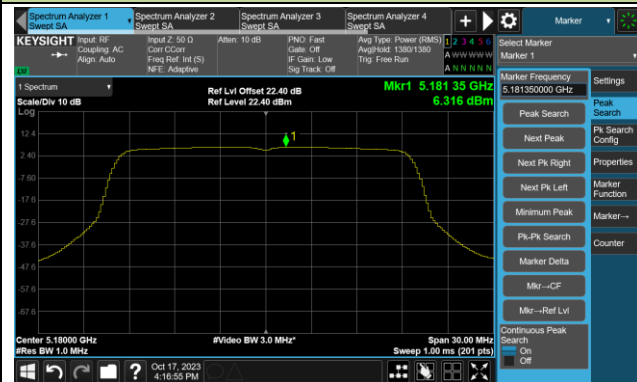 Spectrum Analyzer 1
Swept SA
Spectrum Analyzer 2
Swept SA
Spectrum Analyzer 3
Swept SA
Spectrum Analyzer 4
Swept SA
+
Marker
KEYSIGHT
Input: RF
Coupling: AC
Align: Auto
Input Z: 50 Ω
Corr CCorr
Freq Ref: Int (S)
NFE: Adaptive
Atten: 10 dB
PNO: Fast
Gate: Off
IF Gain: Low
Sig Track: Off
Avg Type: Power (RMS)
Avg|Hold: 1380/1380
Trig: Free Run
1 2 3 4 5 6
A W W W W W
A N N N N N
Select Marker
Marker 1
LXI
1 Spectrum
Scale/Div 10 dB
Ref Lvl Offset 22.40 dB
Ref Level 22.40 dBm
Mkr1 5.181 35 GHz
6.316 dBm
Log
12.4
2.40
-7.60
-17.6
-27.6
-37.6
-47.6
-57.6
-67.6
1
Center 5.18000 GHz
#Res BW 1.0 MHz
#Video BW 3.0 MHz*
Span 30.00 MHz
Sweep 1.00 ms (201 pts)
Marker Frequency
5.181350000 GHz
Peak Search
Next Peak
Next Pk Right
Next Pk Left
Minimum Peak
Pk-Pk Search
Marker Delta
Mkr→CF
Mkr→Ref Lvl
Continuous Peak
Search
On
Off
Settings
Peak
Search
Pk Search
Config
Properties
Marker
Function
Marker→
Counter
?
Oct 17, 2023
4:16:55 PM